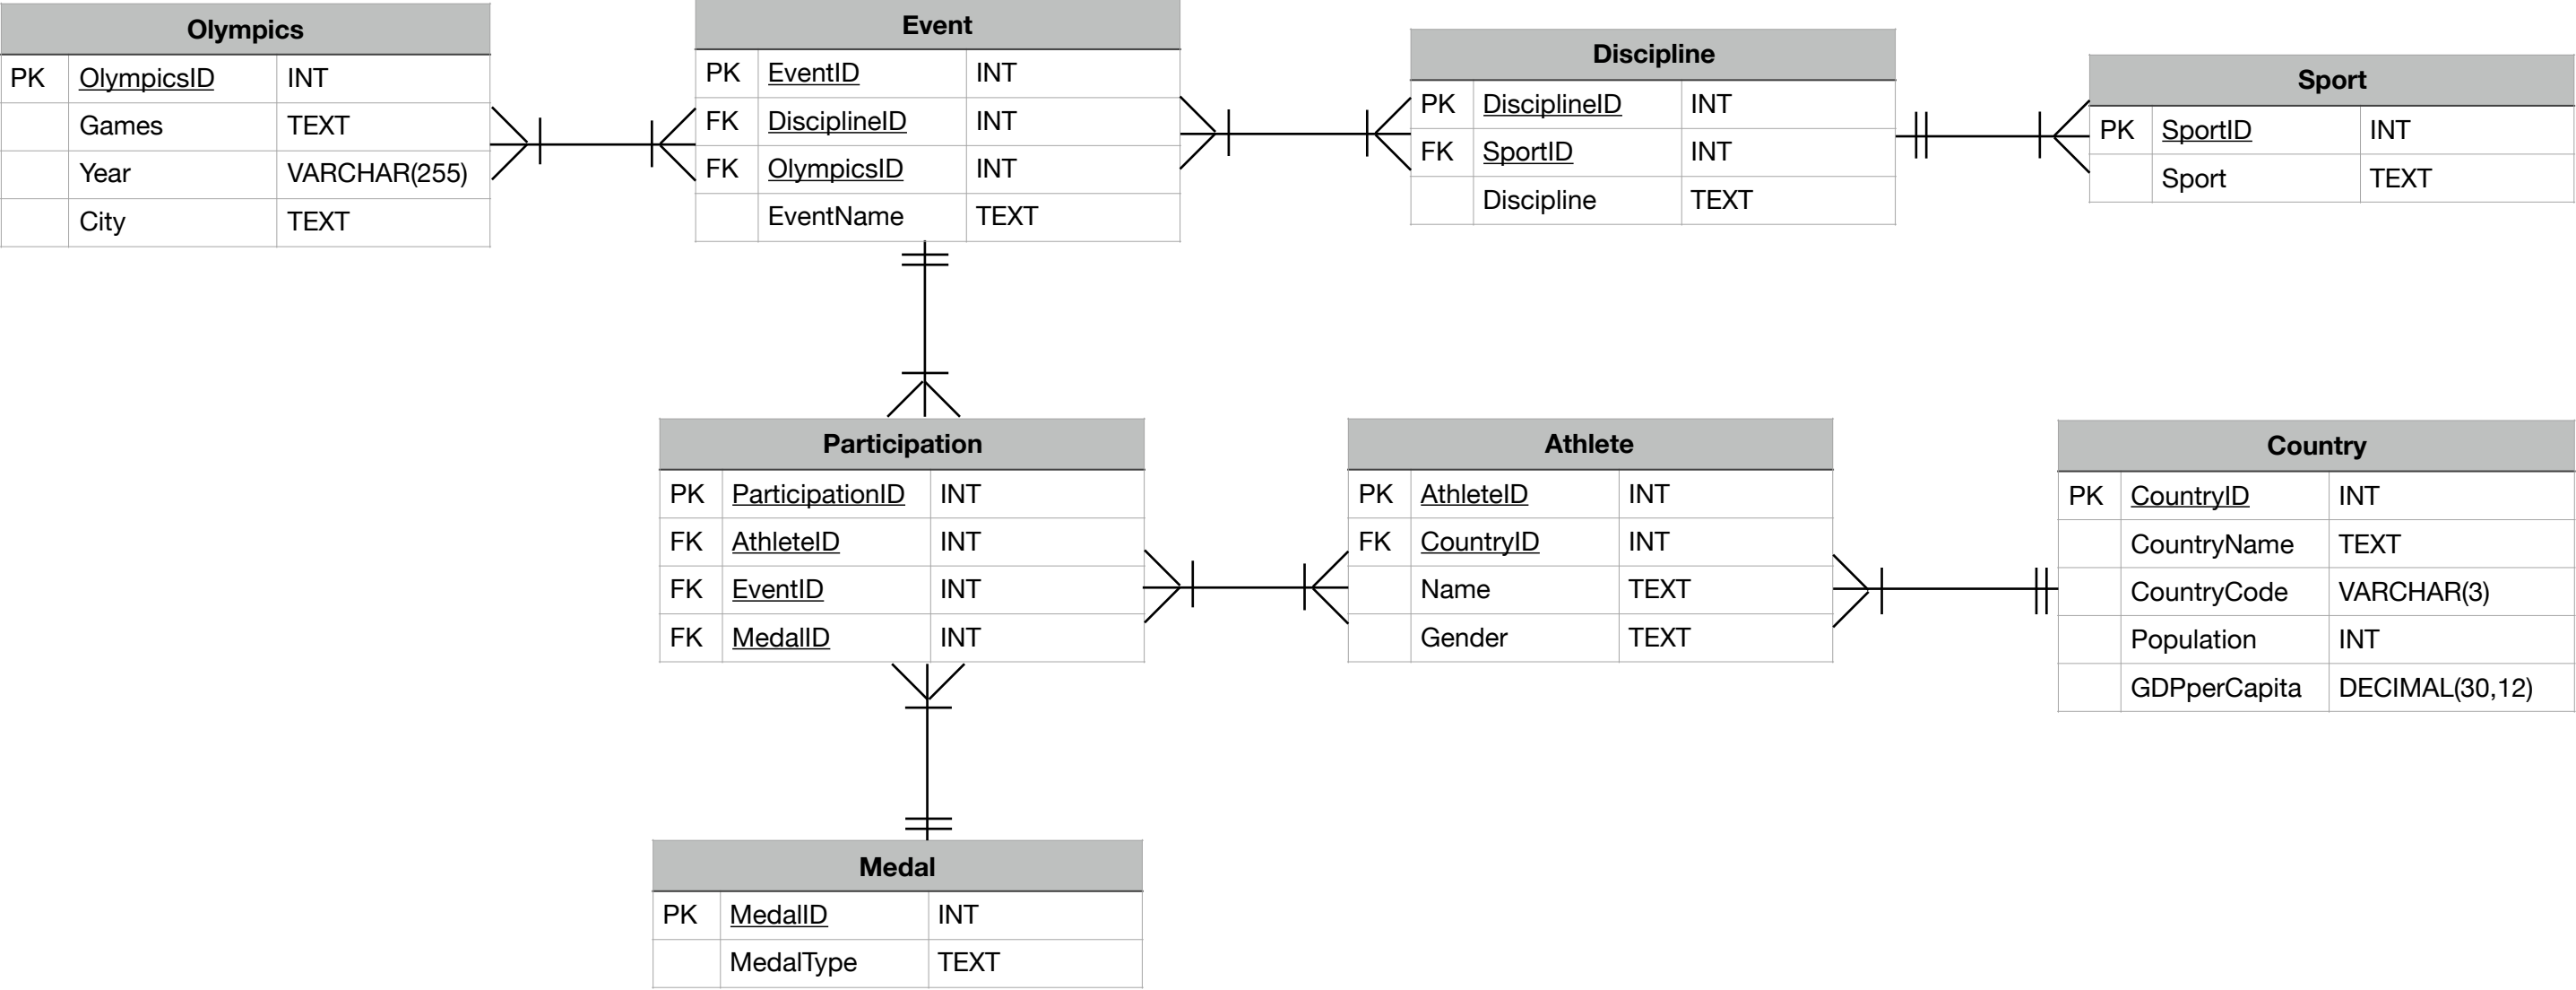 Olympics
PK OlympicsID INT
Games TEXT
Year VARCHAR(255)
City TEXT
Event
PK EventID INT
FK DisciplineID INT
FK OlympicsID INT
EventName TEXT
Discipline
PK DisciplineID INT
FK SportID INT
Discipline TEXT
Sport
PK SportID INT
Sport TEXT
Participation
PK ParticipationID INT
FK AthleteID INT
FK EventID INT
FK MedalID INT
Athlete
PK AthleteID INT
FK CountryID INT
Name TEXT
Gender TEXT
Country
PK CountryID INT
CountryName TEXT
CountryCode VARCHAR(3)
Population INT
GDPperCapita DECIMAL(30,12)
Medal
PK MedalID INT
MedalType TEXT